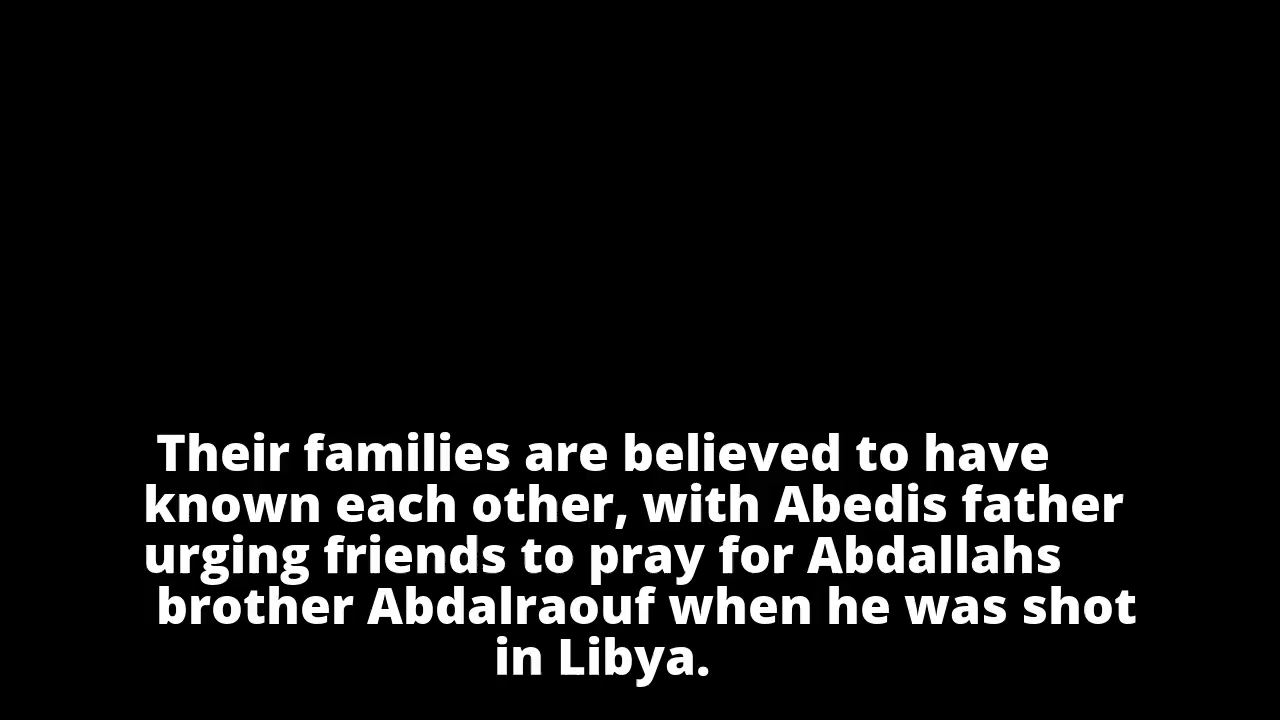 Their families are believed to have
known each other, with Abedis father
urging friends to pray for Abdallahs
brother Abdalraouf when he was shot
in Libya.